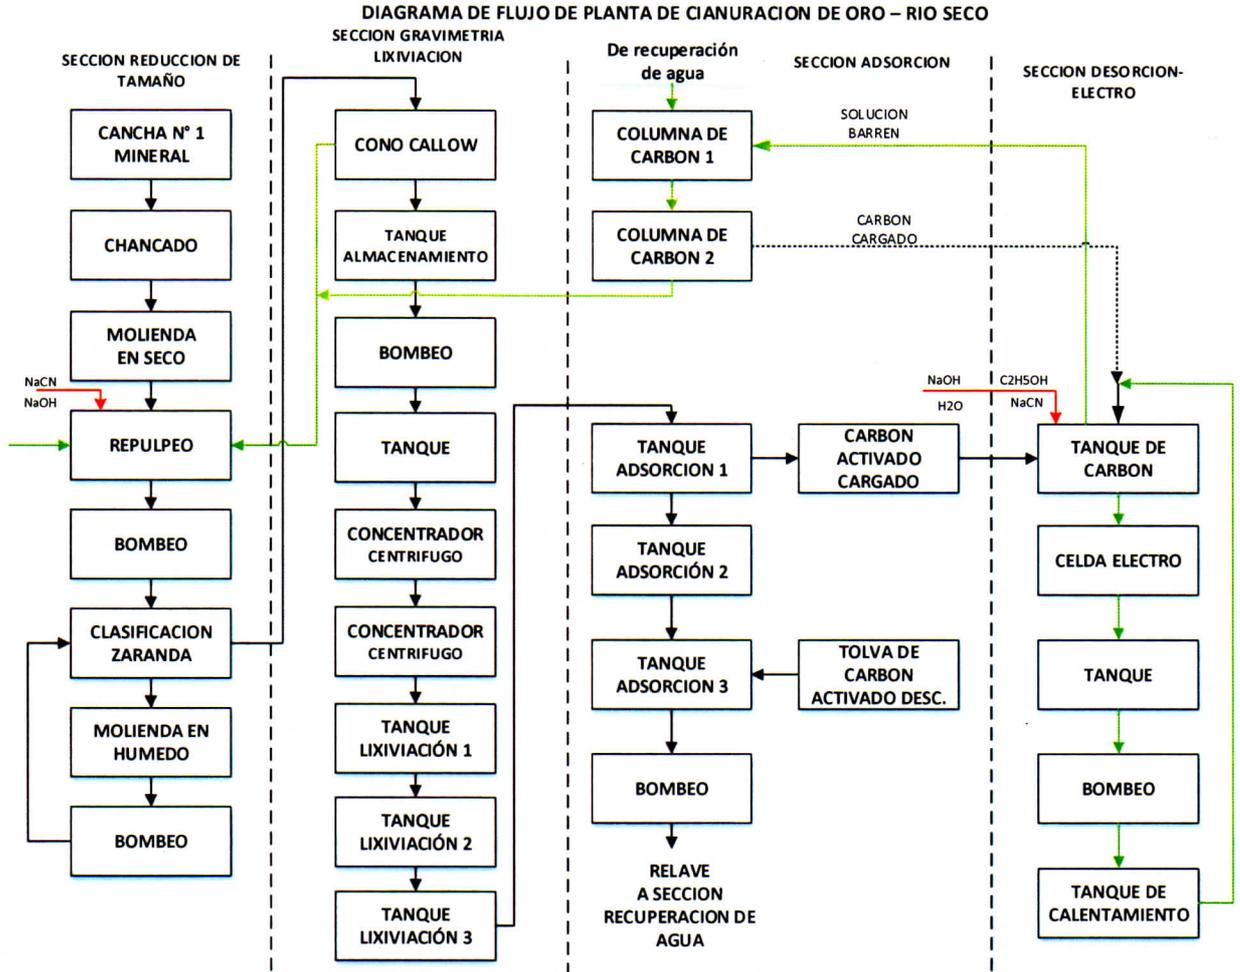 DIAGRAMA DE FLUJO DE PLANTA DE CIANURACION DE ORO – RIO SECO
SECCION REDUCCION DE
TAMAÑO
CANCHA N° 1
MINERAL
CHANCADO
MOLIENDA
EN SECO
NaCN
NaOH
REPULPEO
BOMBEO
CLASIFICACION
ZARANDA
MOLIENDA EN
HUMEDO
BOMBEO
SECCION GRAVIMETRIA
LIXIVIACION
CONO CALLOW
TANQUE
ALMACENAMIENTO
BOMBEO
TANQUE
CONCENTRADOR
CENTRIFUGO
CONCENTRADOR
CENTRIFUGO
TANQUE
LIXIVIACIÓN 1
TANQUE
LIXIVIACIÓN 2
TANQUE
LIXIVIACIÓN 3
De recuperación
de agua
SECCION ADSORCION
COLUMNA DE
CARBON 1
SOLUCION
BARREN
COLUMNA DE
CARBON 2
CARBON
CARGADO
TANQUE
ADSORCION 1
CARBON
ACTIVADO
CARGADO
TANQUE
ADSORCIÓN 2
TANQUE
ADSORCION 3
TOLVA DE
CARBON
ACTIVADO DESC.
BOMBEO
RELAVE
A SECCION
RECUPERACION DE
AGUA
SECCION DESORCION-
ELECTRO
NaOH
C2H5OH
H2O
NaCN
TANQUE DE
CARBON
CELDA ELECTRO
TANQUE
BOMBEO
TANQUE DE
CALENTAMIENTO